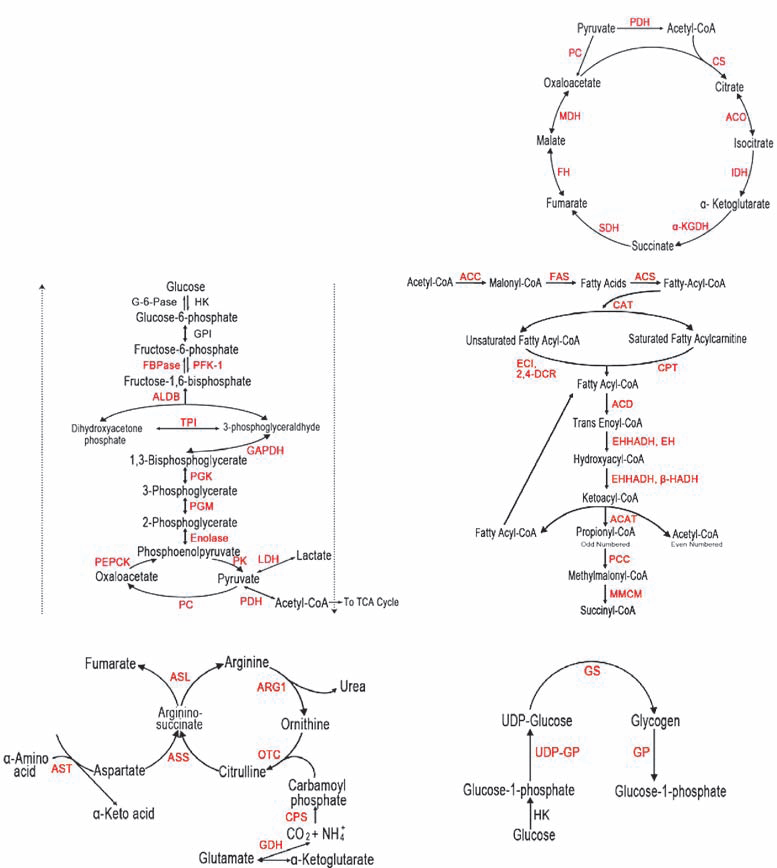 Pyruvate PDH Acetyl-CoA
PC
CS
Oxaloacetate
Citrate
MDH
ACO
Malate
Isocitrate
FH
IDH
Fumarate
α- Ketoglutarate
SDH
α-KGDH
Succinate
Glucose
G-6-Pase HK
Glucose-6-phosphate
GPI
Fructose-6-phosphate
FBPase PFK-1
Fructose-1,6-bisphosphate
ALDB
Dihydroxyacetone
phosphate
TPI
3-phosphoglyceraldhyde
GAPDH
1,3-Bisphosphoglycerate
PGK
3-Phosphoglycerate
PGM
2-Phosphoglycerate
Enolase
Phosphoenolpyruvate
PEPCK
PK
LDH
Lactate
Oxaloacetate
Pyruvate
PC
PDH
Acetyl-CoA
To TCA Cycle
Acetyl-CoA ACC Malonyl-CoA FAS Fatty Acids ACS Fatty-Acyl-CoA
CAT
Unsaturated Fatty Acyl-CoA
Saturated Fatty Acylcarnitine
ECI,
2,4-DCR
CPT
Fatty Acyl-CoA
ACD
Trans Enoyl-CoA
EHHADH, EH
Hydroxyacyl-CoA
EHHADH, β-HADH
Ketoacyl-CoA
ACAT
Fatty Acyl-CoA
Propionyl-CoA
Odd Numbered
Acetyl-CoA
Even Numbered
PCC
Methylmalonyl-CoA
MMCM
Succinyl-CoA
Fumarate
Arginine
ASL
ARG1
Urea
Arginino-
succinate
Ornithine
ASS
OTC
α-Amino
acid
AST
Aspartate
Citrulline
Carbamoyl
phosphate
α-Keto acid
CPS
CO2 + NH4+
GDH
Glutamate
α-Ketoglutarate
GS
UDP-Glucose
Glycogen
UDP-GP
GP
Glucose-1-phosphate
Glucose-1-phosphate
HK
Glucose